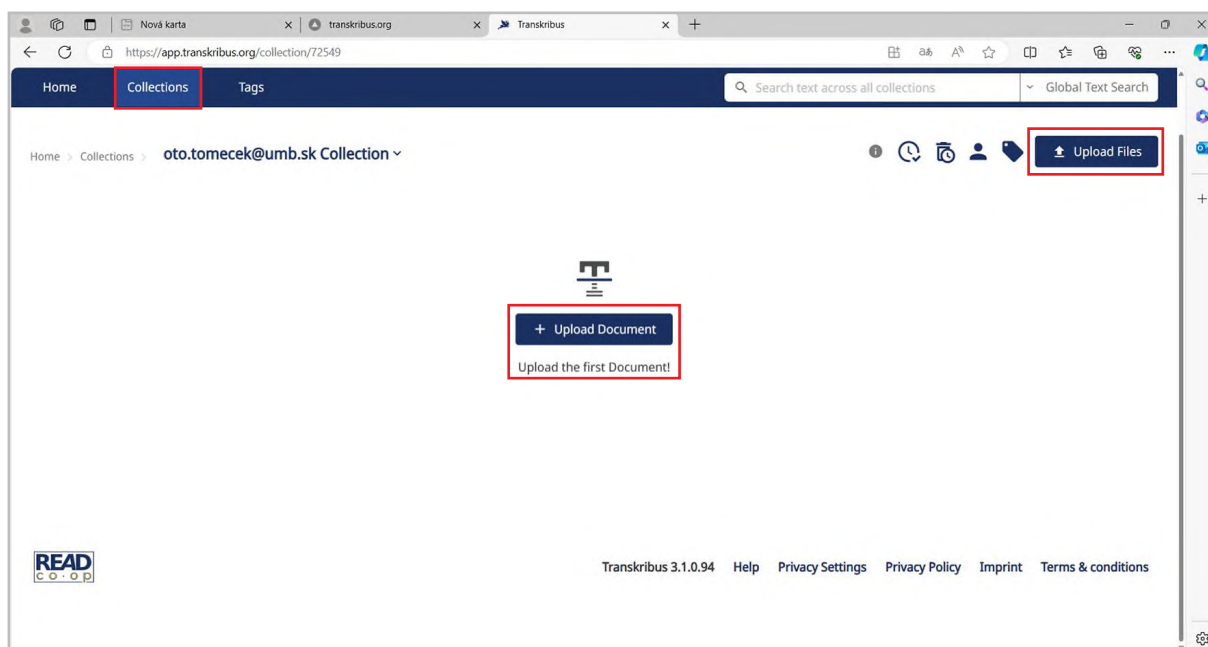 Nová karta
transkribus.org
Transkribus
https://app.transkribus.org/collection/72549
Home Collections Tags
Search text across all collections Global Text Search
Home > Collections > oto.tomecek@umb.sk Collection
Upload Files
+ Upload Document
Upload the first Document!
READ
CO·OP
Transkribus 3.1.0.94 Help Privacy Settings Privacy Policy Imprint Terms & conditions